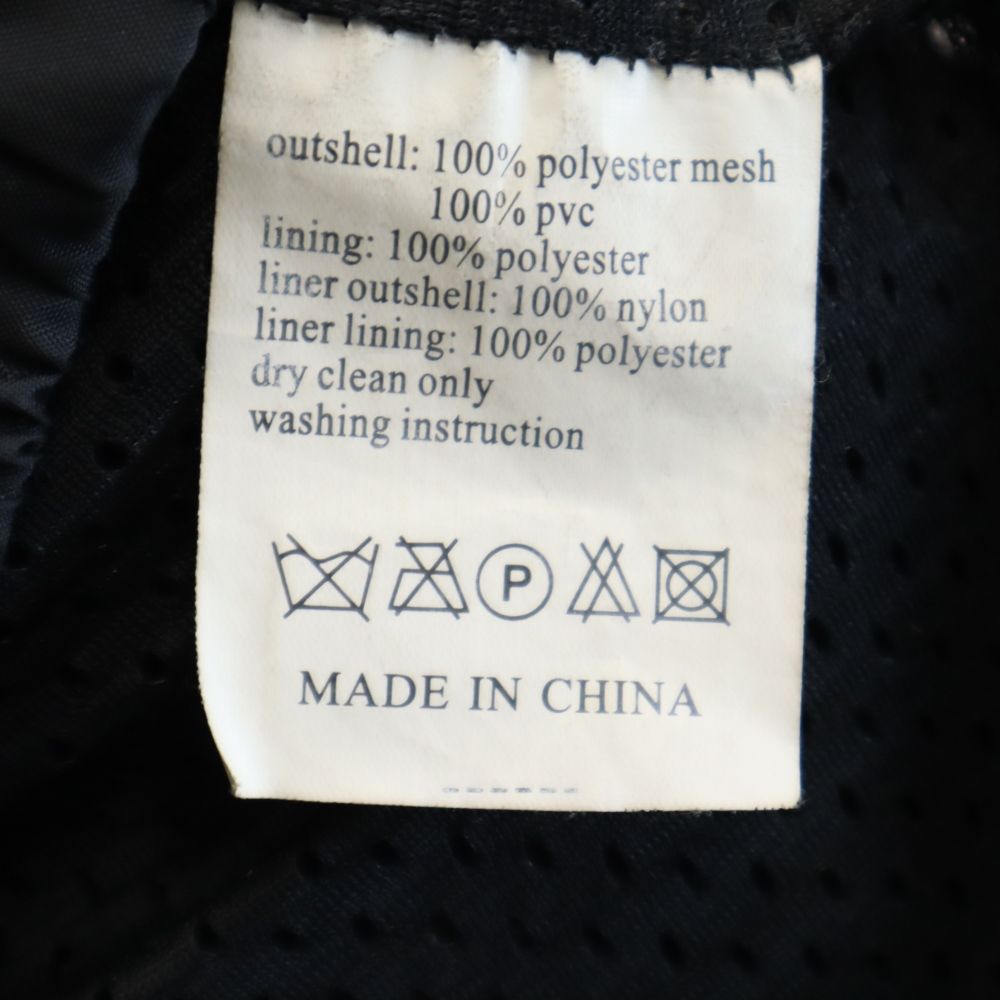 outshell: 100% polyester mesh
100% pvc
lining: 100% polyester
liner outshell: 100% nylon
liner lining: 100% polyester
dry clean only
washing instruction
P
MADE IN CHINA